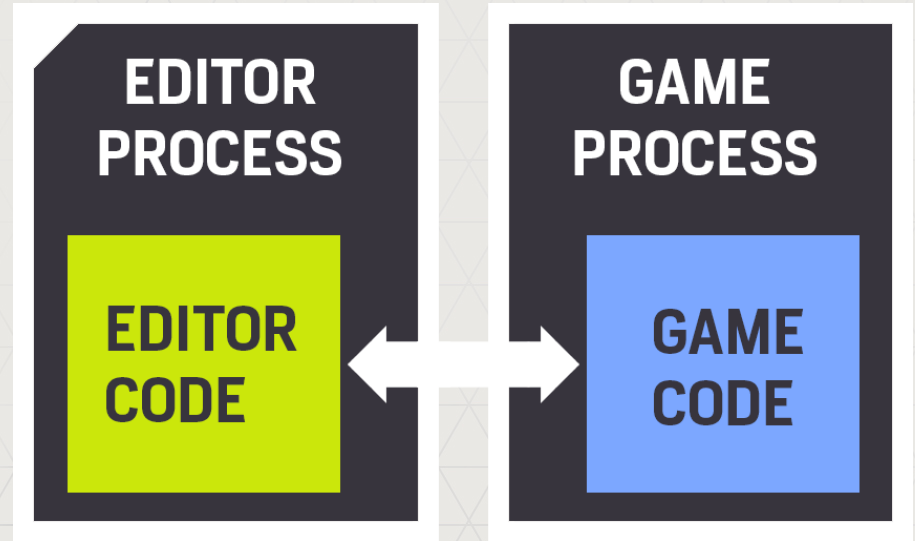 EDITOR
PROCESS
EDITOR
CODE
GAME
PROCESS
GAME
CODE